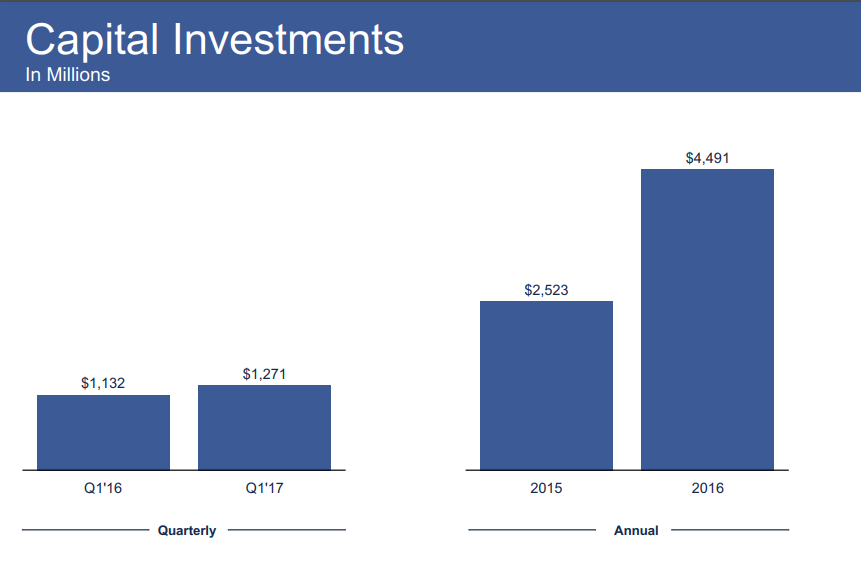 Capital Investments
In Millions
$1,132
$1,271
Q1'16
Q1'17
Quarterly
$2,523
$4,491
2015
2016
Annual